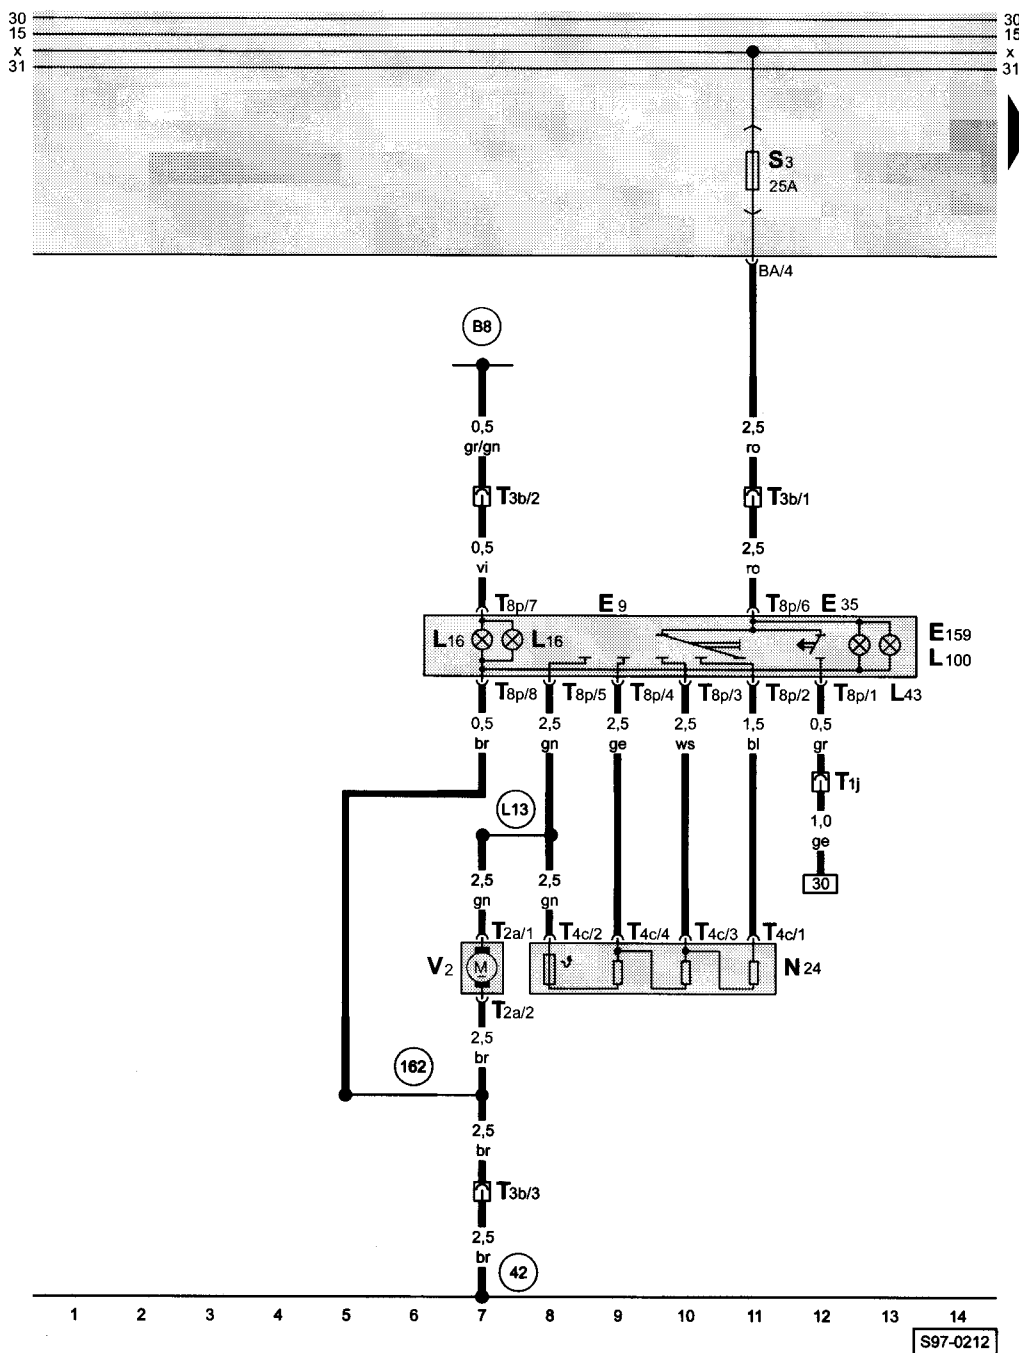 30 30
15 15
x x
31 31
S3
25A
BA/4
B8
0,5
gr/gn
2,5
ro
T3b/2
T3b/1
0,5
vi
2,5
ro
T8p/7
E9
T8p/6
E35
L16
L16
E159
L100
T8p/8
T8p/5
T8p/4
T8p/3
T8p/2
T8p/1
L43
0,5
br
2,5
gn
2,5
ge
2,5
ws
1,5
bl
0,5
gr
T1j
L13
1,0
ge
30
2,5
gn
2,5
gn
T2a/1
T4c/2
T4c/4
T4c/3
T4c/1
V2
M
N24
T2a/2
2,5
br
162
2,5
br
T3b/3
2,5
br
42
1 2 3 4 5 6 7 8 9 10 11 12 13 14
S97-0212